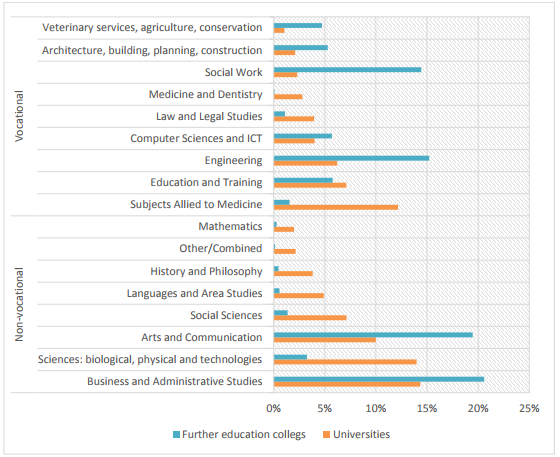 Vocational
Veterinary services, agriculture, conservation
Architecture, building, planning, construction
Social Work
Medicine and Dentistry
Law and Legal Studies
Computer Sciences and ICT
Engineering
Education and Training
Subjects Allied to Medicine
Non-vocational
Mathematics
Other/Combined
History and Philosophy
Languages and Area Studies
Social Sciences
Arts and Communication
Sciences: biological, physical and technologies
Business and Administrative Studies
0% 5% 10% 15% 20% 25%
Further education collegs Universities